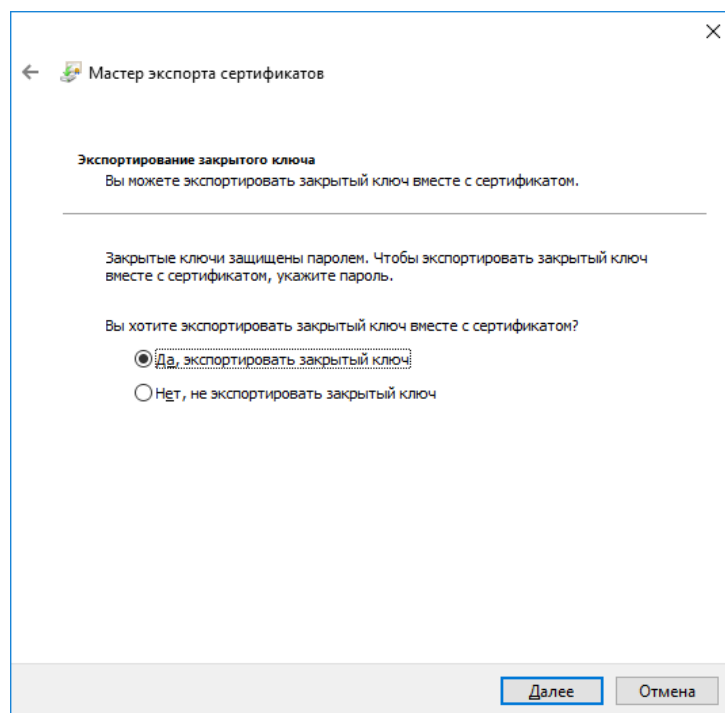 Мастер экспорта сертификатов
Экспортирование закрытого ключа
Вы можете экспортировать закрытый ключ вместе с сертификатом.
Закрытые ключи защищены паролем. Чтобы экспортировать закрытый ключ
вместе с сертификатом, укажите пароль.
Вы хотите экспортировать закрытый ключ вместе с сертификатом?
Да, экспортировать закрытый ключ
Нет, не экспортировать закрытый ключ
Далее
Отмена